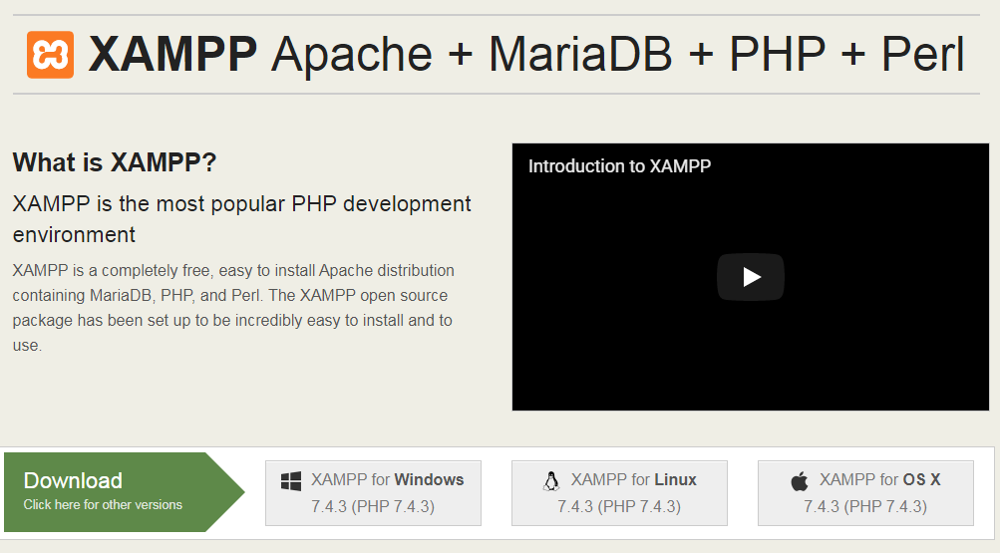 XAMPP Apache + MariaDB + PHP + Perl
What is XAMPP?
XAMPP is the most popular PHP development
environment
XAMPP is a completely free, easy to install Apache distribution
containing MariaDB, PHP, and Perl. The XAMPP open source
package has been set up to be incredibly easy to install and to
use.
Introduction to XAMPP
Download
Click here for other versions
XAMPP for Windows
7.4.3 (PHP 7.4.3)
XAMPP for Linux
7.4.3 (PHP 7.4.3)
XAMPP for OS X
7.4.3 (PHP 7.4.3)